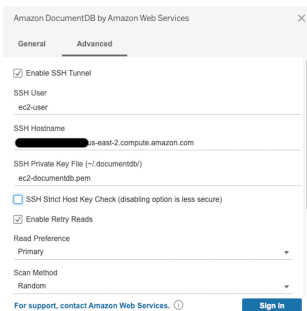 Amazon DocumentDB by Amazon Web Services
General Advanced
Enable SSH Tunnel
SSH User
ec2-user
SSH Hostname
us-east-2.compute.amazon.com
SSH Private Key File (~/.documentdb/)
ec2-documentdb.pem
SSH Strict Host Key Check (disabling option is less secure)
Enable Retry Reads
Read Preference
Primary
Scan Method
Random
For support, contact Amazon Web Services. Sign In